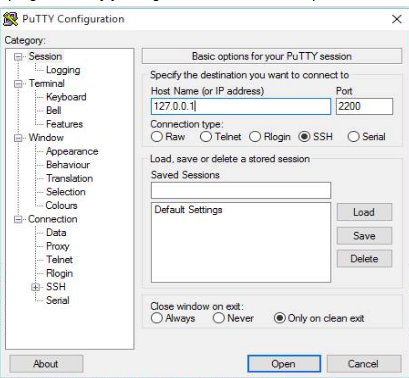 PuTTY Configuration
Category:
Session
Logging
Terminal
Keyboard
Bell
Features
Window
Appearance
Behaviour
Translation
Selection
Colours
Connection
Data
Proxy
Telnet
Rlogin
SSH
Serial
Basic options for your PuTTY session
Specify the destination you want to connect to
Host Name (or IP address) Port
127.0.0.1 2200
Connection type:
Raw Telnet Rlogin SSH Serial
Load, save or delete a stored session
Saved Sessions
Default Settings
Load
Save
Delete
Close window on exit:
Always Never Only on clean exit
About Open Cancel